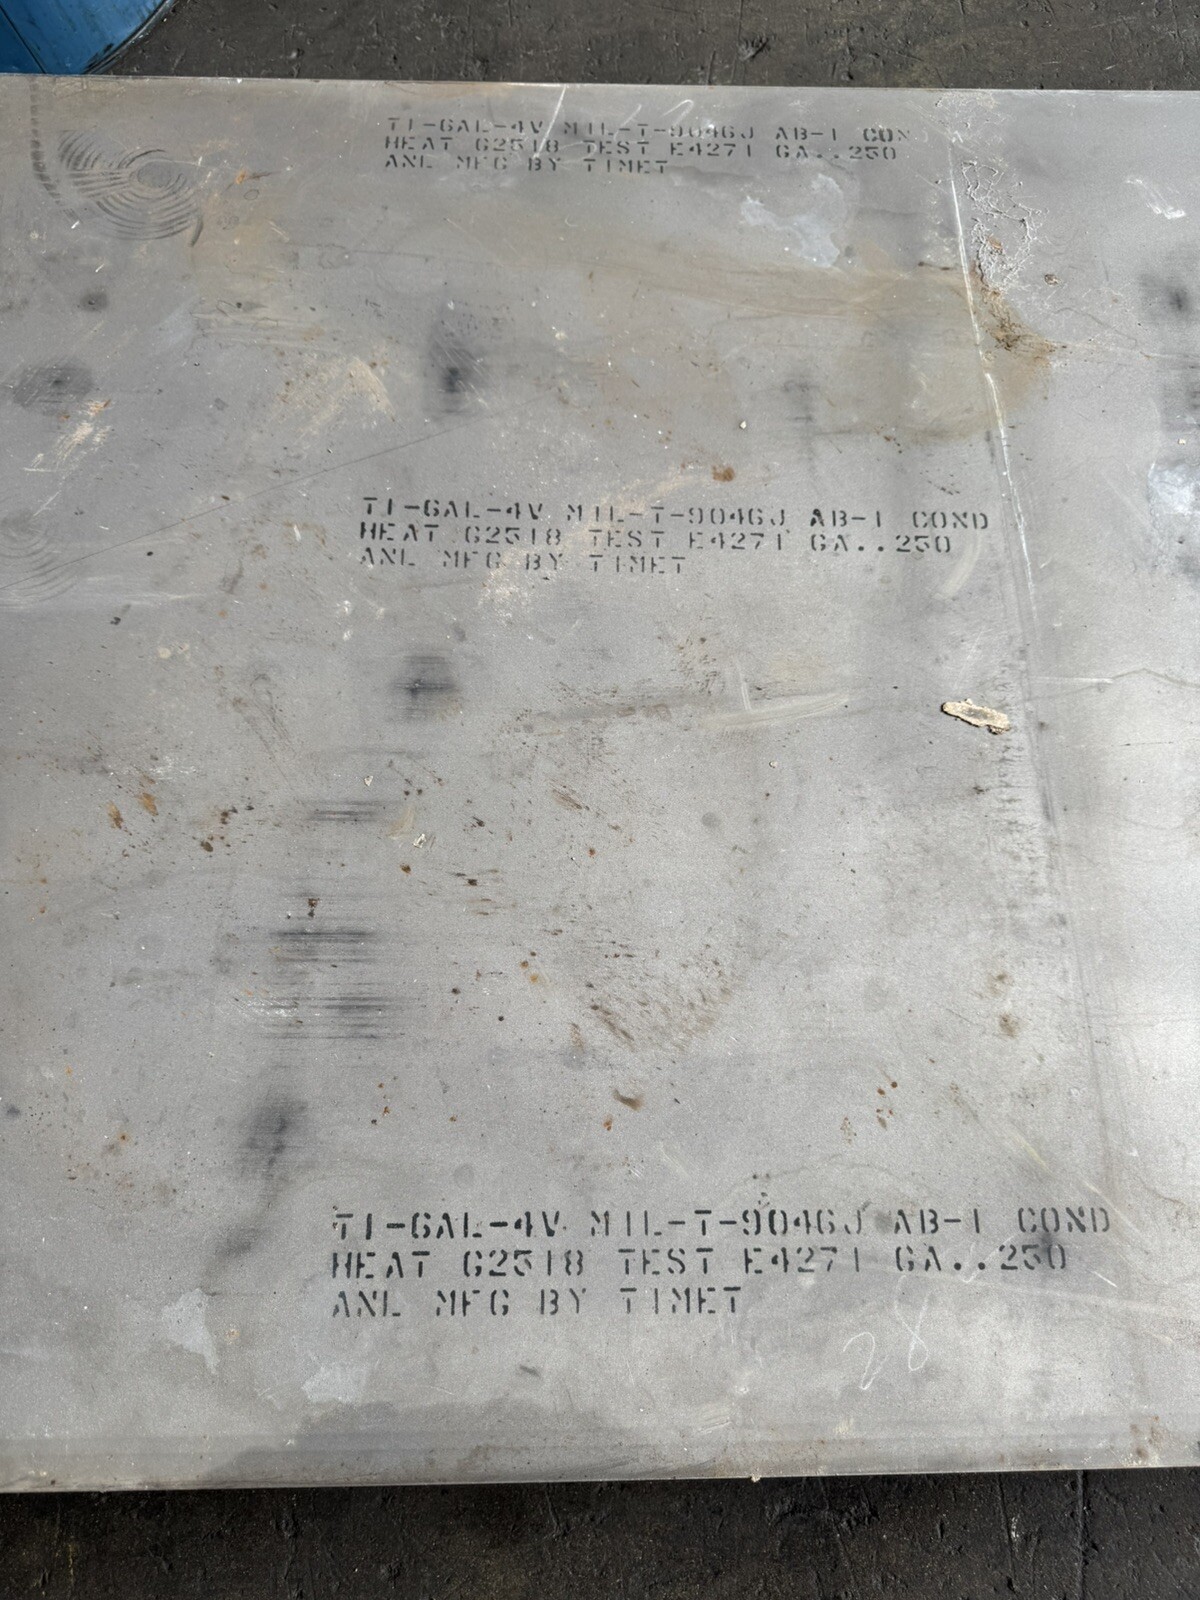 TI-6AL-4V MIL-T-9046J AB-1 CON
HEAT G2518 TEST E4271 GA..250
ANL MFG BY TIMET
TI-6AL-4V MIL-T-9046J AB-1 COND
HEAT G2518 TEST E4271 GA..250
ANL MFG BY TIMET
TI-6AL-4V MIL-T-9046J AB-1 COND
HEAT G2518 TEST E4271 GA..250
ANL MFG BY TIMET
28